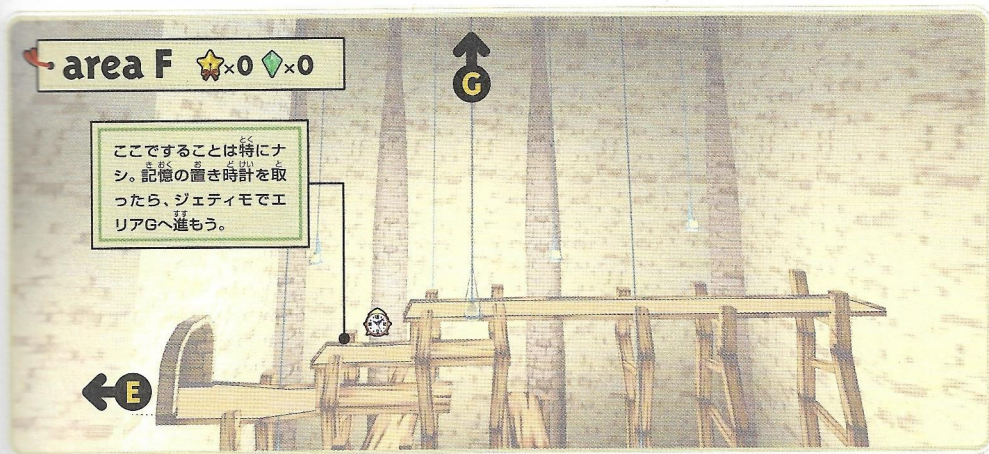 area F ×0 ×0
G
ここですることは特にナ
シ。記憶の置き時計を取
ったら、ジェティモでエ
リアGへ進もう。
E